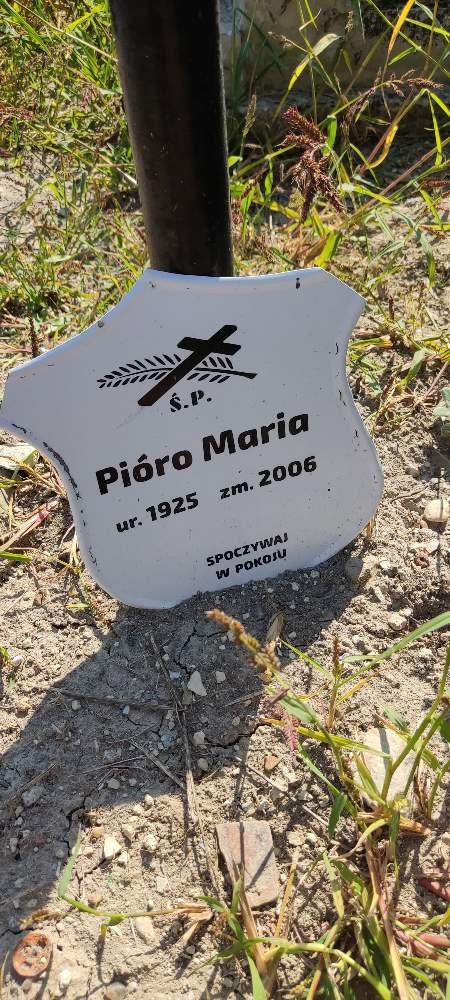 Ś.P.
Pióro Maria
ur. 1925 zm. 2006
SPOCZYWAJ
W POKOJU